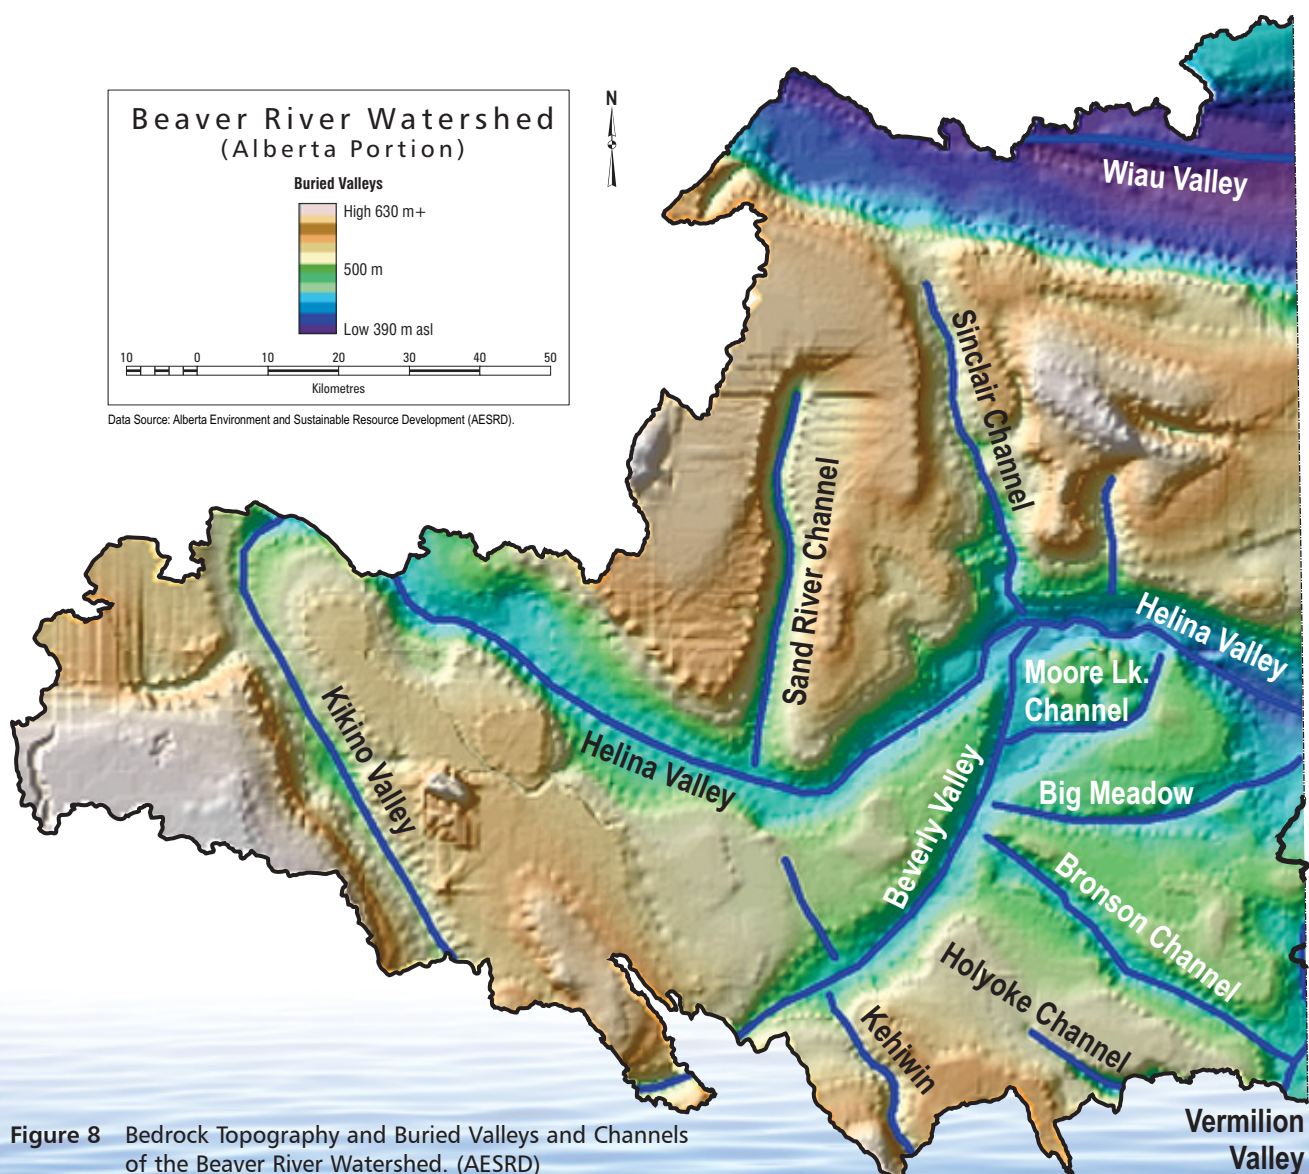 Beaver River Watershed
(Alberta Portion)
Buried Valleys
High 630 m+
500 m
Low 390 m asl
10 0 10 20 30 40 50
Kilometres
Data Source: Alberta Environment and Sustainable Resource Development (AESRD).
N
Wiau Valley
Sinclair Channel
Sand River Channel
Helina Valley
Moore Lk.
Channel
Kikino Valley
Helina Valley
Beverly Valley
Big Meadow
Bronson Channel
Holyoke Channel
Kehiwin
Vermilion
Valley
Figure 8 Bedrock Topography and Buried Valleys and Channels
of the Beaver River Watershed. (AESRD)